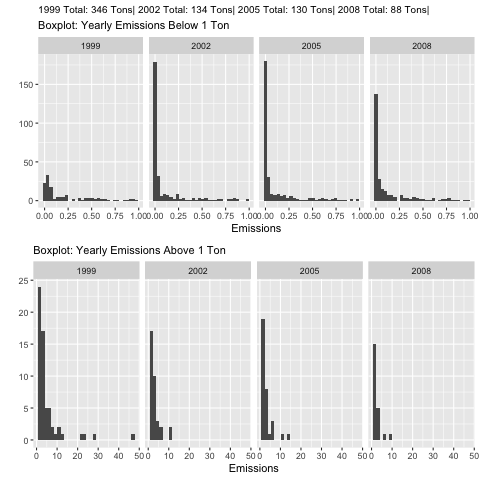 1999 Total: 346 Tons| 2002 Total: 134 Tons| 2005 Total: 130 Tons| 2008 Total: 88 Tons|
Boxplot: Yearly Emissions Below 1 Ton
1999 2002 2005 2008
150
100
50
0
0.00 0.25 0.50 0.75 1.00 0.00 0.25 0.50 0.75 1.00 0.00 0.25 0.50 0.75 1.00 0.00 0.25 0.50 0.75 1.00
Emissions
Boxplot: Yearly Emissions Above 1 Ton
1999 2002 2005 2008
25
20
15
10
5
0
0 10 20 30 40 50 0 10 20 30 40 50 0 10 20 30 40 50 0 10 20 30 40 50
Emissions